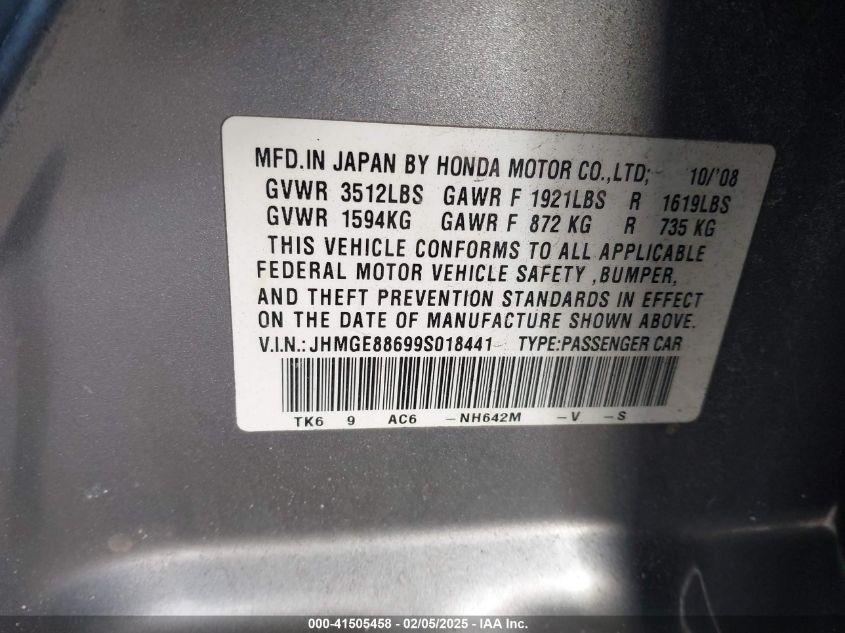 MFD.IN JAPAN BY HONDA MOTOR CO.,LTD; 10/'08
GVWR 3512LBS GAWR F 1921LBS R 1619LBS
GVWR 1594KG GAWR F 872 KG R 735 KG
THIS VEHICLE CONFORMS TO ALL APPLICABLE
FEDERAL MOTOR VEHICLE SAFETY ,BUMPER,
AND THEFT PREVENTION STANDARDS IN EFFECT
ON THE DATE OF MANUFACTURE SHOWN ABOVE.
V.I.N.: JHMGE88699S018441 TYPE:PASSENGER CAR
TK6 9 AC6 -NH642M -V -S
000-41505458 - 02/05/2025 - IAA Inc.